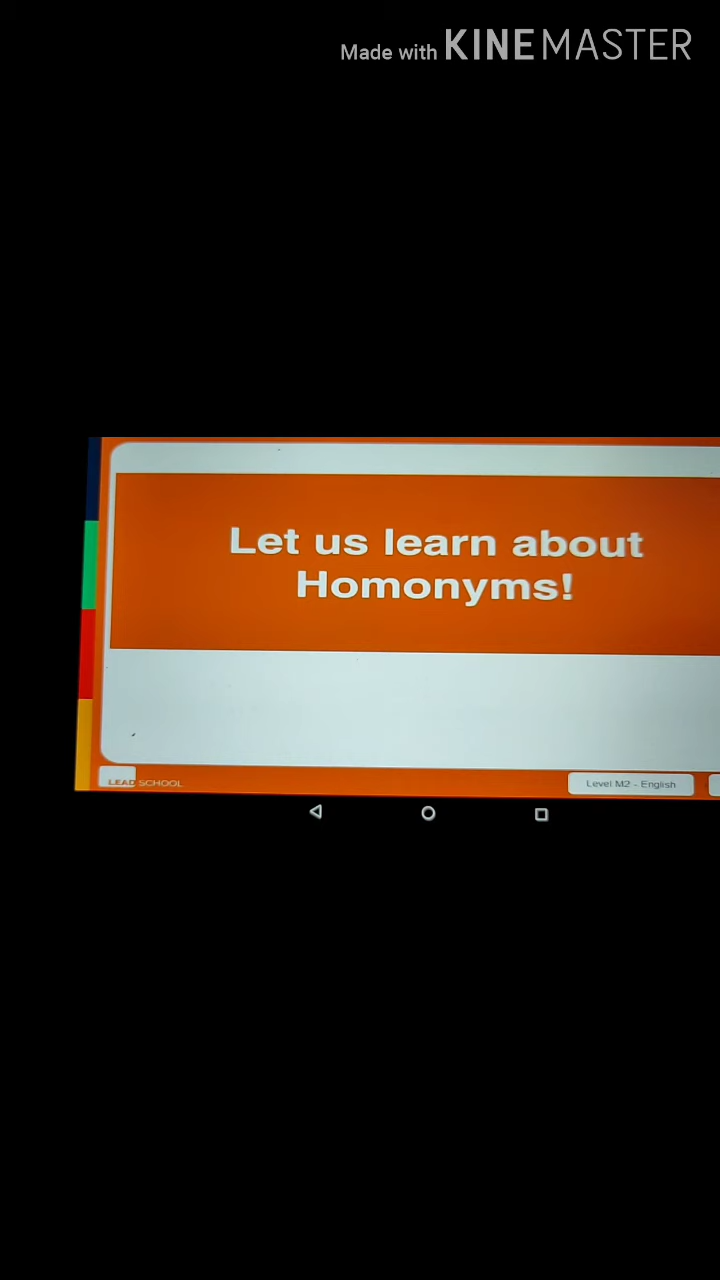 Made with KINEMASTER
Let us learn about
Homonyms!
LEAD SCHOOL
Level M2 - English